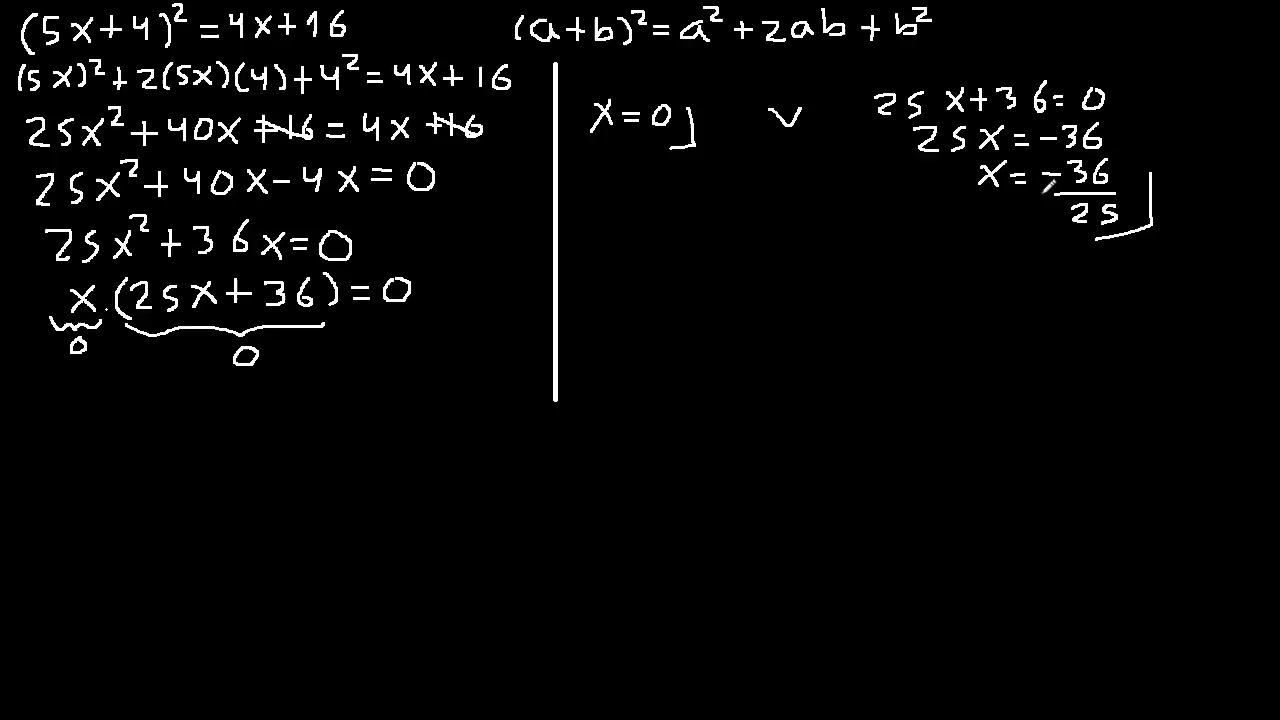 (5x+4)²=4x+16
(a+b)²=a²+2ab+b²
(5x)²+2(5x)(4)+4²=4x+16
25x²+40x+16=4x+16
25x²+40x-4x=0
25x²+36x=0
x.(25x+36)=0
0 0
x=0 v 25x+36=0
25x=-36
x=-36
25